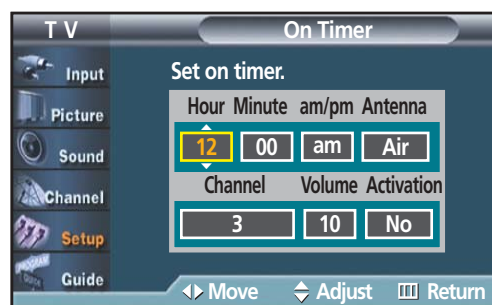 T V
On Timer
Input
Picture
Sound
Channel
Setup
Guide
Set on timer.
Hour Minute am/pm Antenna
12 00 am Air
Channel Volume Activation
3 10 No
Move Adjust Return